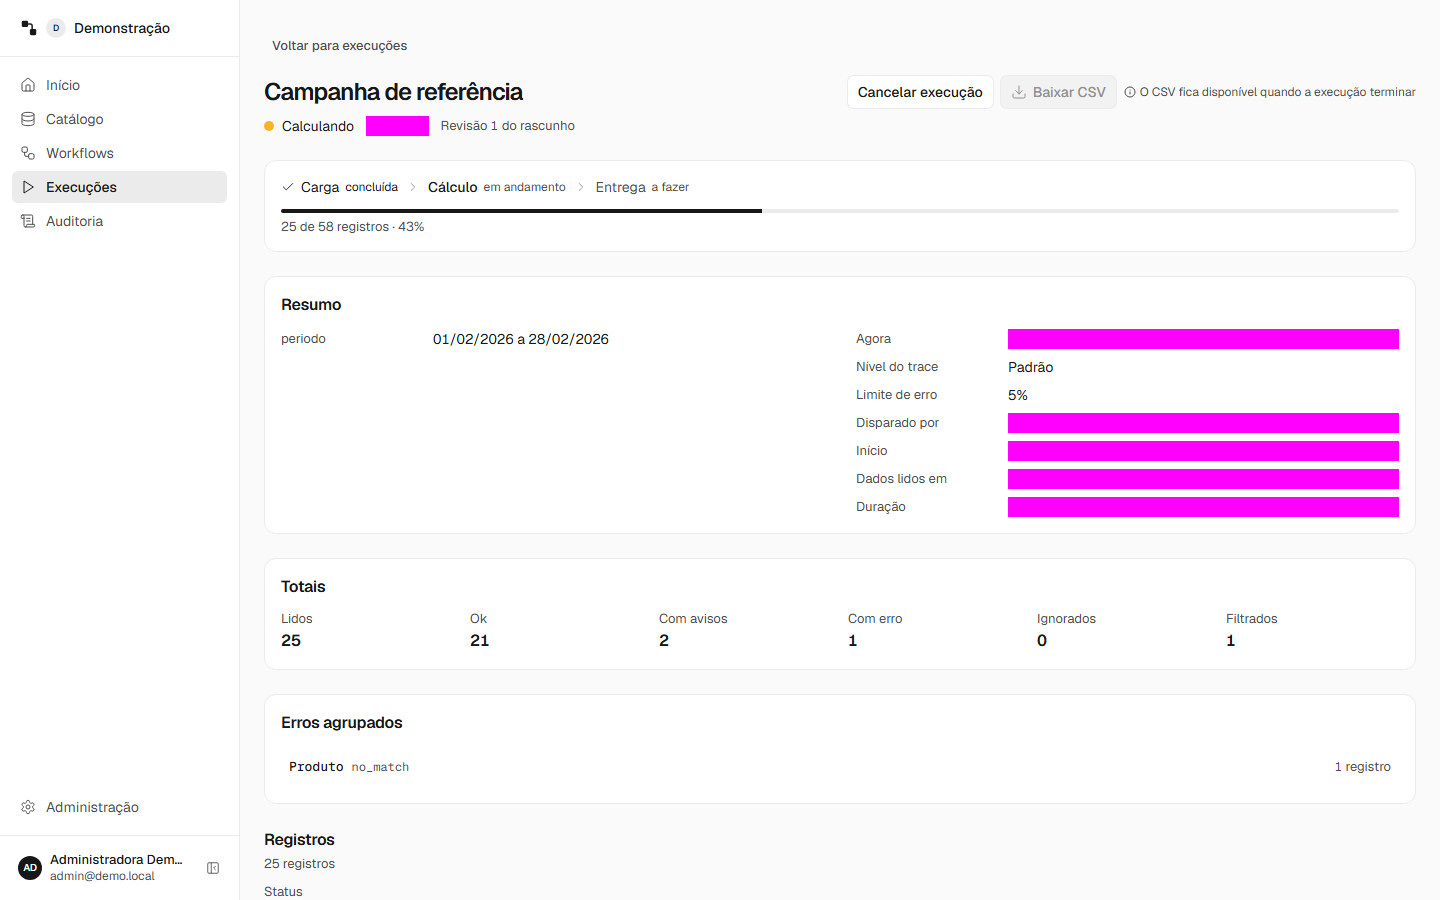 D Demonstração
Início
Catálogo
Workflows
Execuções
Auditoria
Administração
AD Administradora Dem...
admin@demo.local
Voltar para execuções
Campanha de referência
Cancelar execução
Baixar CSV
O CSV fica disponível quando a execução terminar
Calculando
Revisão 1 do rascunho
Carga concluída
Cálculo em andamento
Entrega a fazer
25 de 58 registros · 43%
Resumo
periodo 01/02/2026 a 28/02/2026
Agora
Nível do trace Padrão
Limite de erro 5%
Disparado por
Início
Dados lidos em
Duração
Totais
Lidos Ok Com avisos Com erro Ignorados Filtrados
25 21 2 1 0 1
Erros agrupados
Produto no_match 1 registro
Registros
25 registros
Status